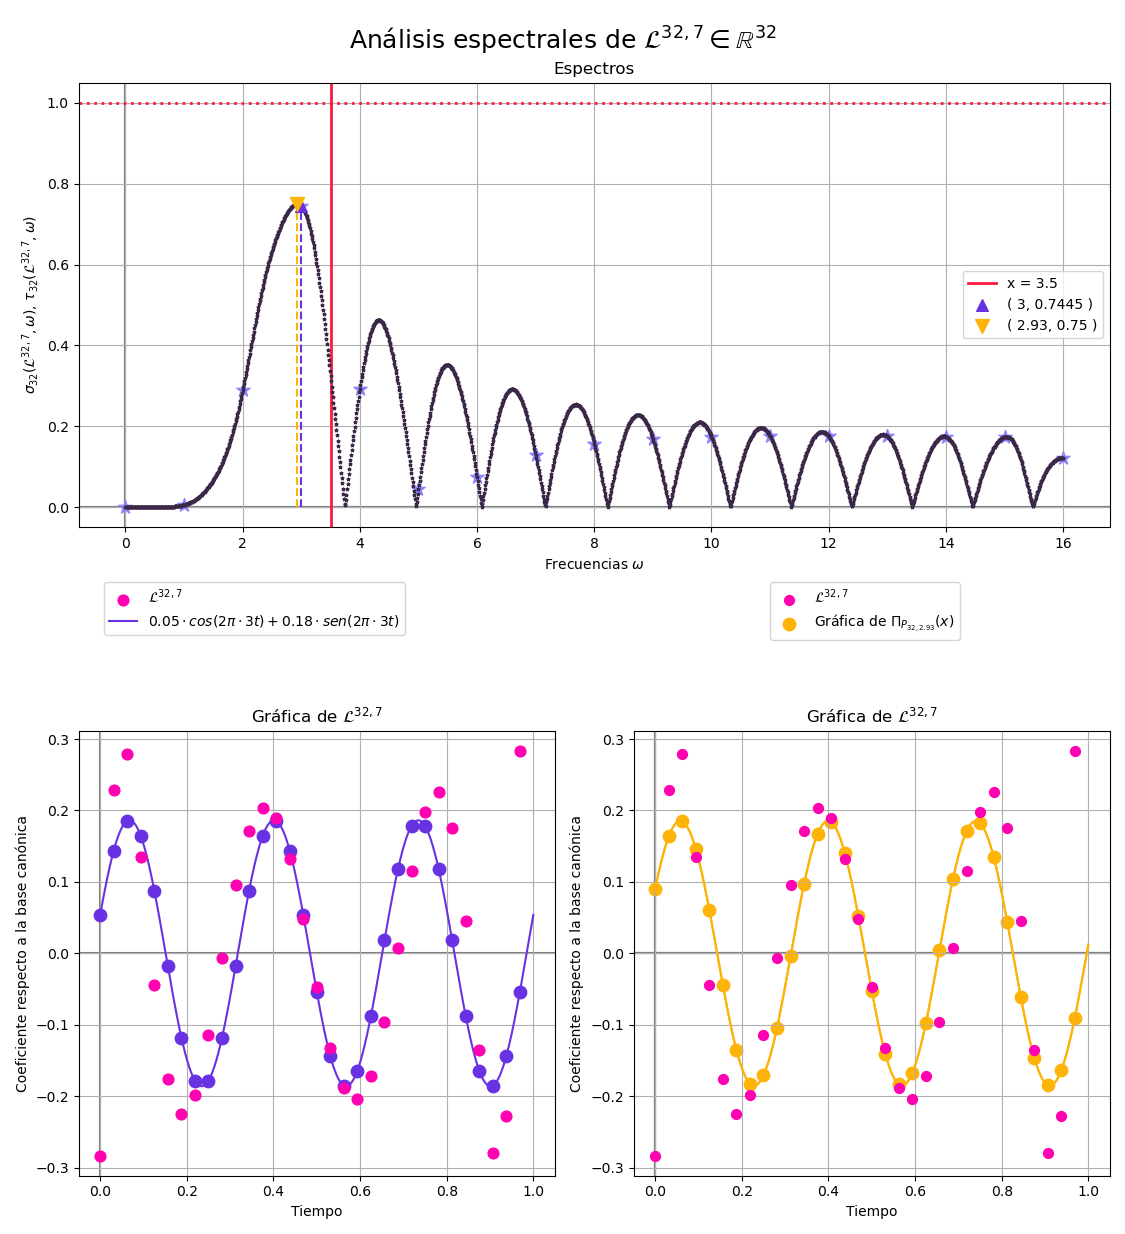 Análisis espectrales de 𝓛^{32,7} ∈ ℝ^{32}
Espectros
1.0
0.8
0.6
0.4
0.2
0.0
σ_{32}(𝓛^{32,7}, ω), τ_{32}(𝓛^{32,7}, ω)
x = 3.5
( 3, 0.7445 )
( 2.93, 0.75 )
0 2 4 6 8 10 12 14 16
Frecuencias ω
𝓛^{32,7}
0.05 · cos(2π · 3t) + 0.18 · sen(2π · 3t)
𝓛^{32,7}
Gráfica de Π_{P_{32,2.93}}(x)
Gráfica de 𝓛^{32,7}
0.3
0.2
0.1
0.0
−0.1
−0.2
−0.3
Coeficiente respecto a la base canónica
0.0 0.2 0.4 0.6 0.8 1.0
Tiempo
Gráfica de 𝓛^{32,7}
0.3
0.2
0.1
0.0
−0.1
−0.2
−0.3
Coeficiente respecto a la base canónica
0.0 0.2 0.4 0.6 0.8 1.0
Tiempo